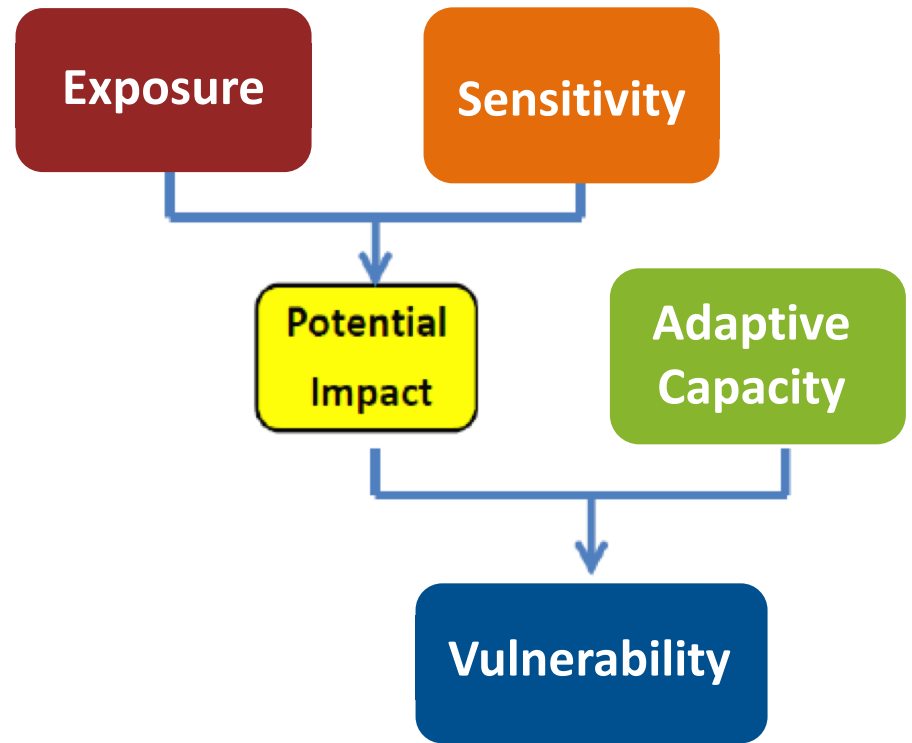 Exposure
Sensitivity
Potential
Impact
Adaptive
Capacity
Vulnerability